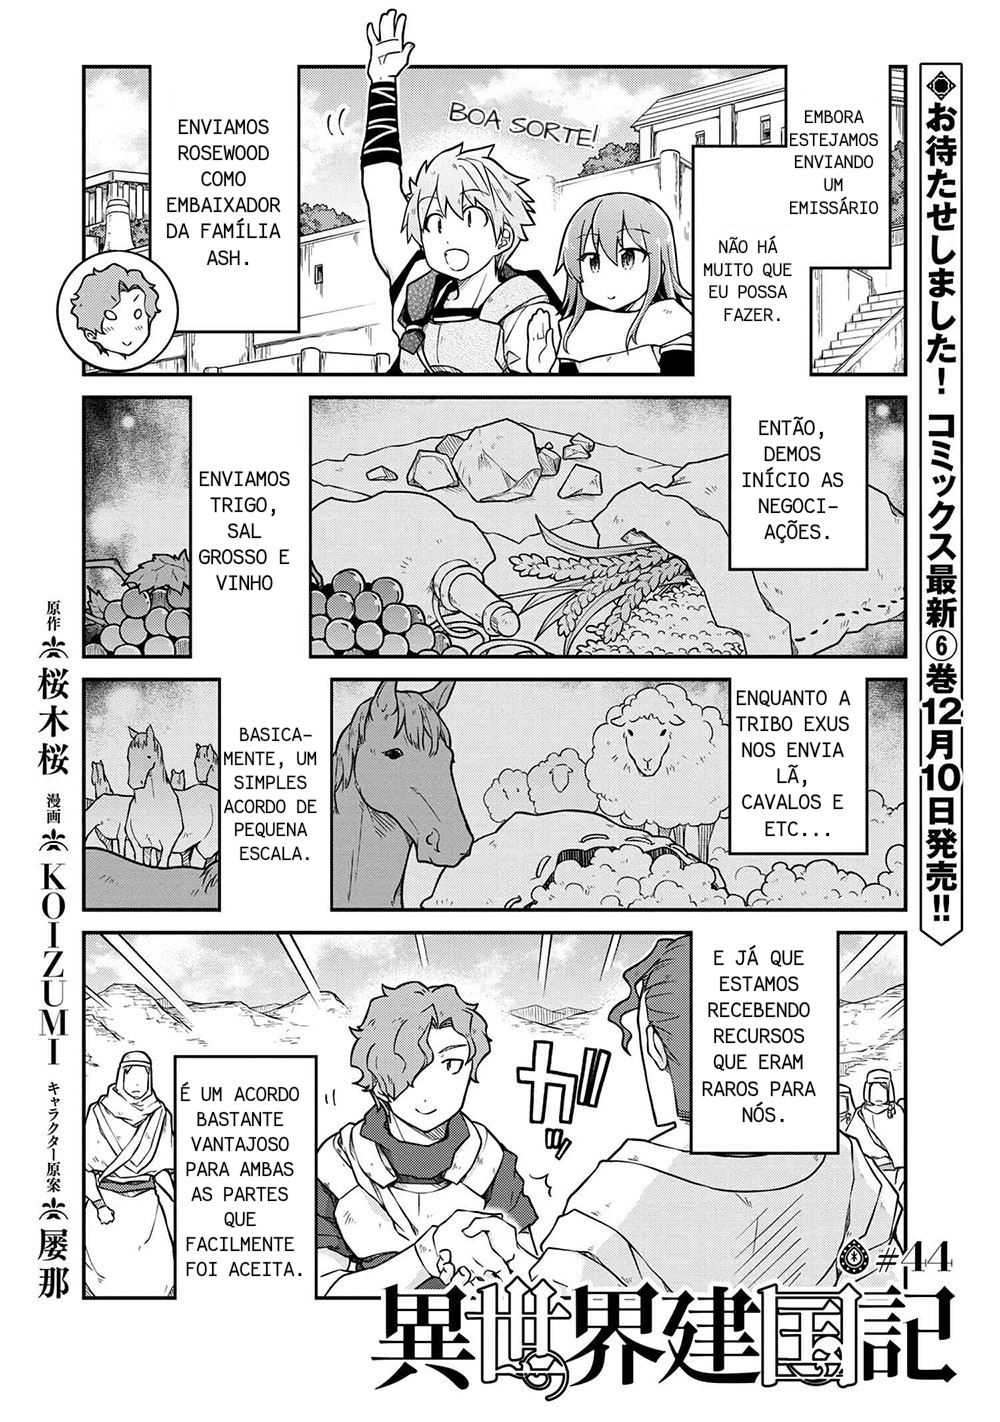 EMBORA
ESTEJAMOS
ENVIANDO
UM
EMISSÁRIO
NÃO HÁ
MUITO QUE
EU POSSA
FAZER.
BOA SORTE!
ENVIAMOS
ROSEWOOD
COMO
EMBAIXADOR
DA FAMÍLIA
ASH.
ENTÃO,
DEMOS
INÍCIO AS
NEGOCI-
AÇÕES.
ENVIAMOS
TRIGO,
SAL
GROSSO E
VINHO
ENQUANTO A
TRIBO EXUS
NOS ENVIA
LÃ,
CAVALOS E
ETC...
BASICA-
MENTE, UM
SIMPLES
ACORDO DE
PEQUENA
ESCALA.
E JÁ QUE
ESTAMOS
RECEBENDO
RECURSOS
QUE ERAM
RAROS PARA
NÓS.
ガッ
É UM ACORDO
BASTANTE
VANTAJOSO
PARA AMBAS
AS PARTES
QUE
FACILMENTE
FOI ACEITA.
お待たせしました! コミックス最新⑥巻12月10日発売!!
原作 桜木桜 漫画 KOIZUMI キャラクター原案 屡那
#44
異世界建国記